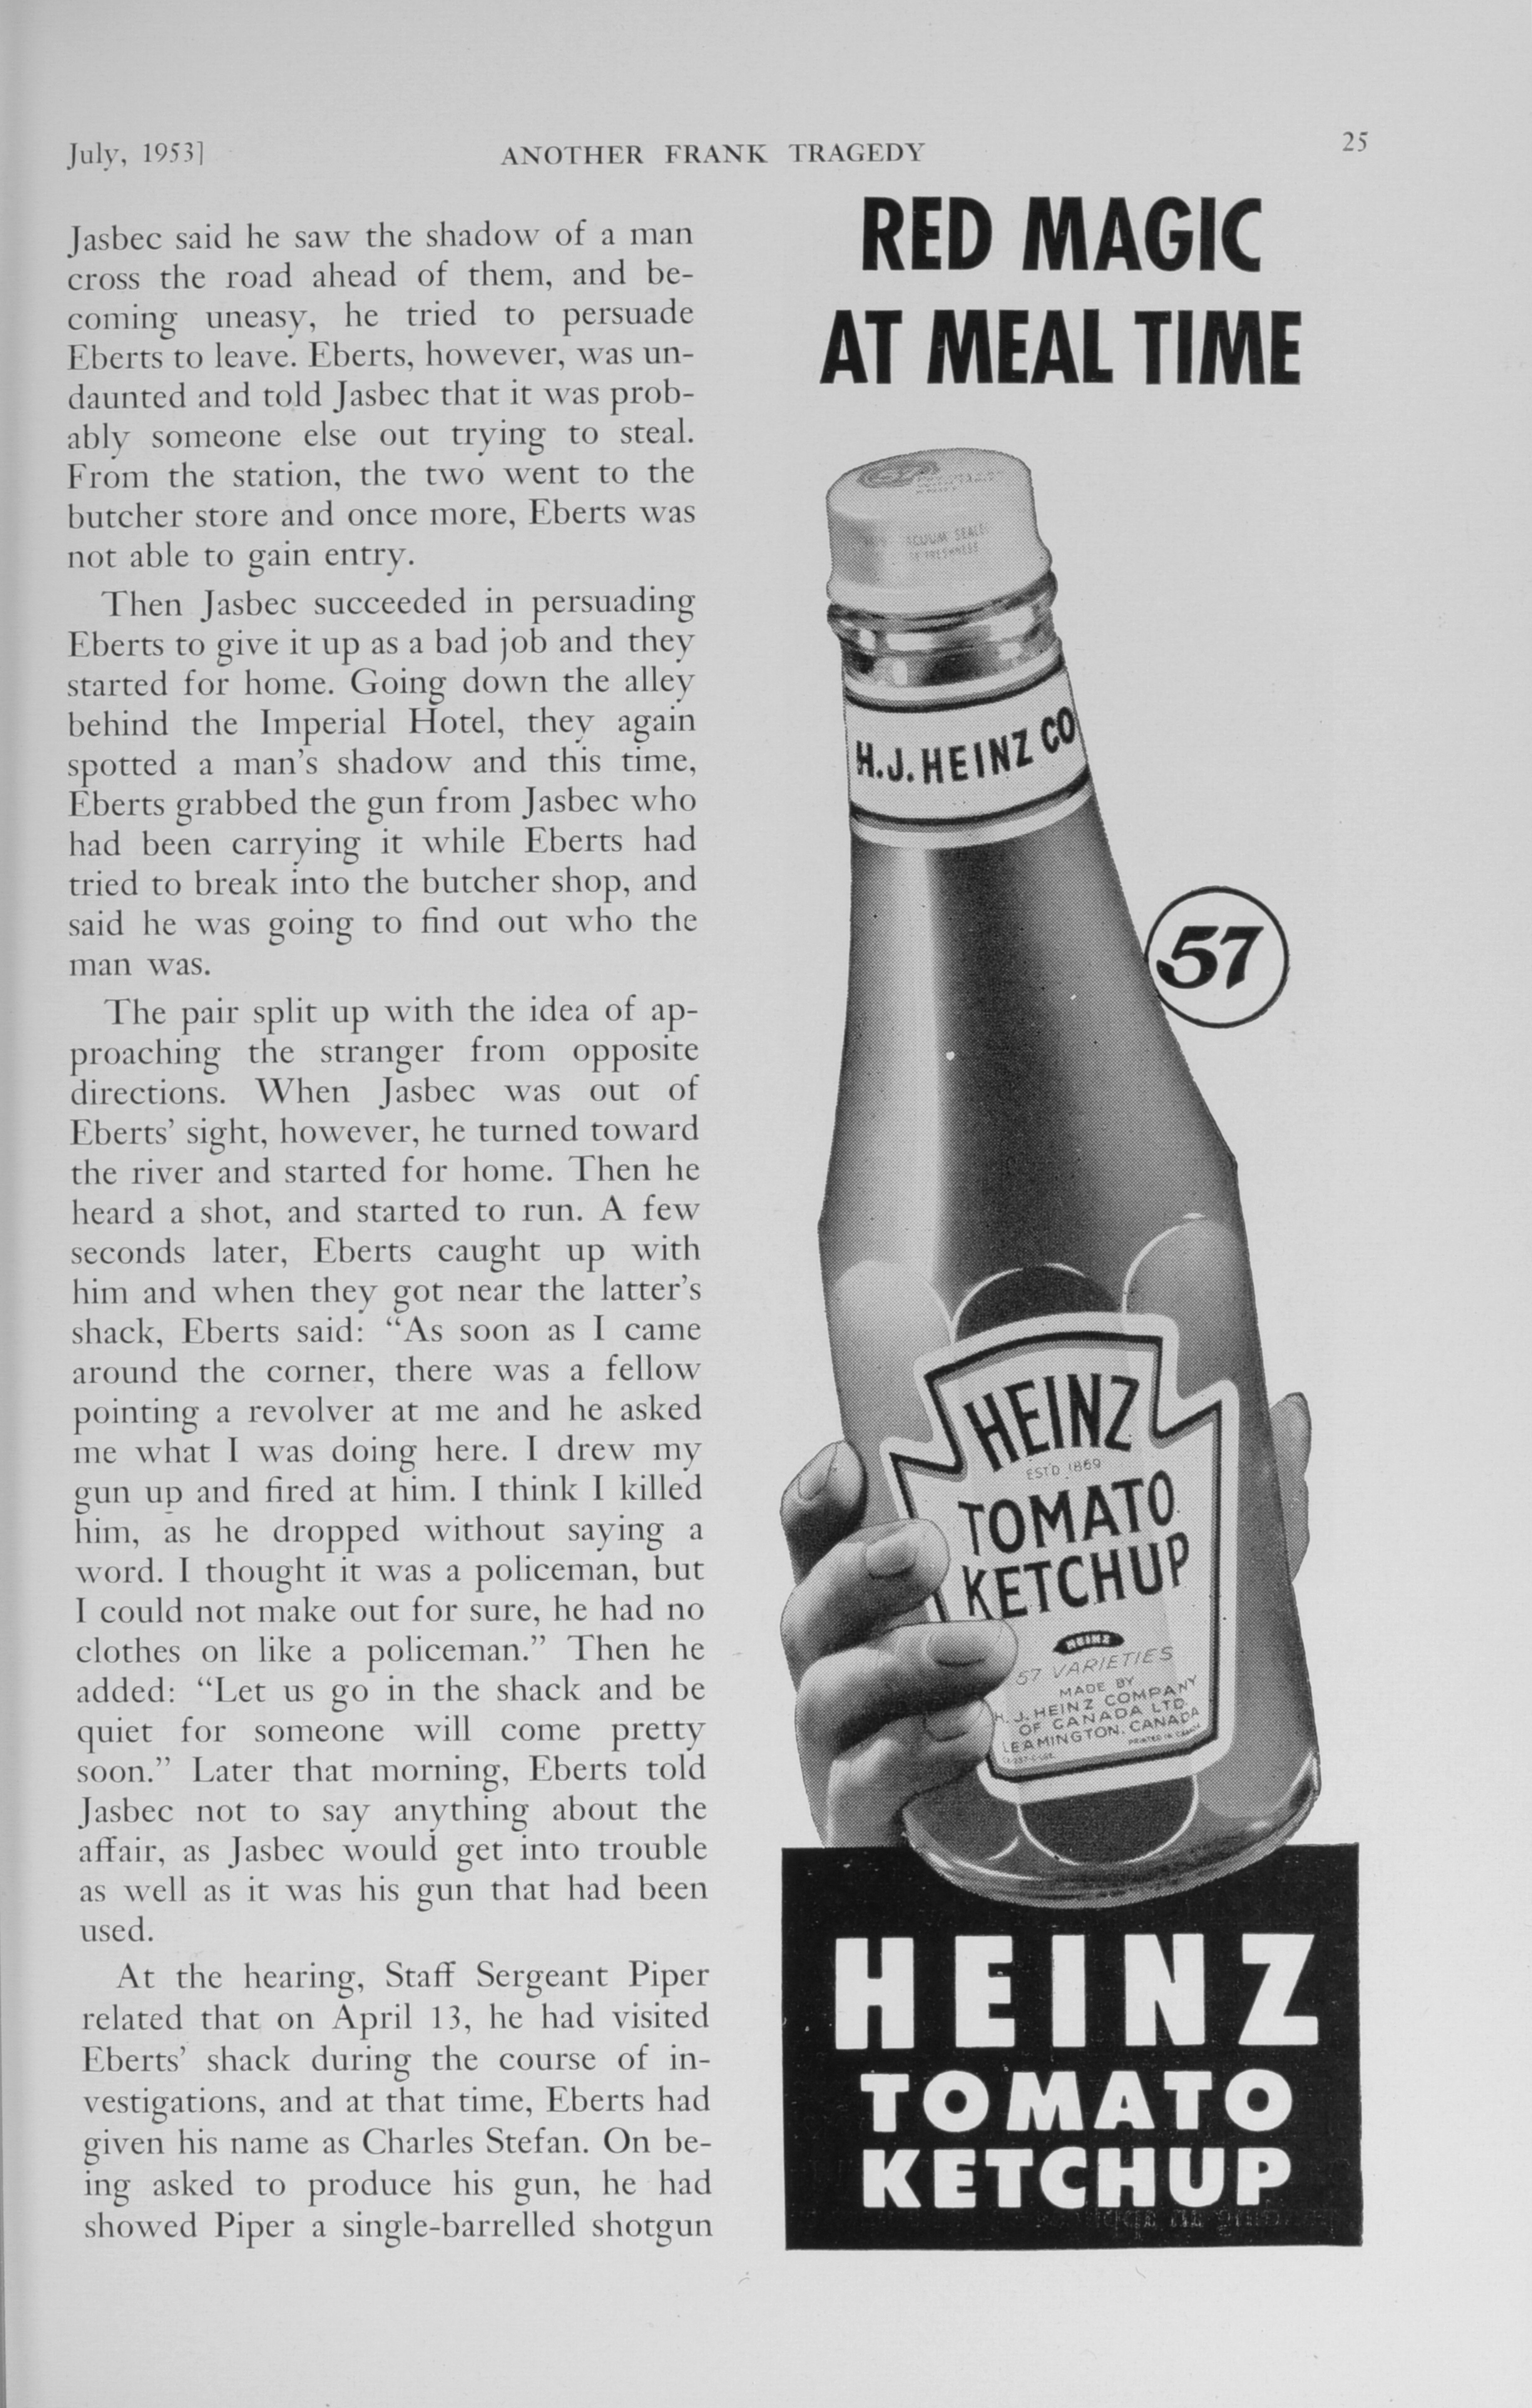 July, 1953]
ANOTHER FRANK TRAGEDY
25
Jasbec said he saw the shadow of a man
cross the road ahead of them, and be-
coming uneasy, he tried to persuade
Eberts to leave. Eberts, however, was un-
daunted and told Jasbec that it was prob-
ably someone else out trying to steal.
From the station, the two went to the
butcher store and once more, Eberts was
not able to gain entry.
Then Jasbec succeeded in persuading
Eberts to give it up as a bad job and they
started for home. Going down the alley
behind the Imperial Hotel, they again
spotted a man's shadow and this time,
Eberts grabbed the gun from Jasbec who
had been carrying it while Eberts had
tried to break into the butcher shop, and
said he was going to find out who the
man was.
The pair split up with the idea of ap-
proaching the stranger from opposite
directions. When Jasbec was out of
Eberts' sight, however, he turned toward
the river and started for home. Then he
heard a shot, and started to run. A few
seconds later, Eberts caught up with
him and when they got near the latter's
shack, Eberts said: "As soon as I came
around the corner, there was a fellow
pointing a revolver at me and he asked
me what I was doing here. I drew my
gun up and fired at him. I think I killed
him, as he dropped without saying a
word. I thought it was a policeman, but
I could not make out for sure, he had no
clothes on like a policeman." Then he
added: "Let us go in the shack and be
quiet for someone will come pretty
soon." Later that morning, Eberts told
Jasbec not to say anything about the
affair, as Jasbec would get into trouble
as well as it was his gun that had been
used.
At the hearing, Staff Sergeant Piper
related that on April 13, he had visited
Eberts' shack during the course of in-
vestigations, and at that time, Eberts had
given his name as Charles Stefan. On be-
ing asked to produce his gun, he had
showed Piper a single-barrelled shotgun
RED MAGIC
AT MEAL TIME
H.J. HEINZ CO
57
HEINZ
ESTD 1869
TOMATO
KETCHUP
HEINZ
57 VARIETIES
MADE BY
H. J. HEINZ COMPANY
OF CANADA LTD.
LEAMINGTON, CANADA
PRINTED IN CANADA
HEINZ
TOMATO
KETCHUP